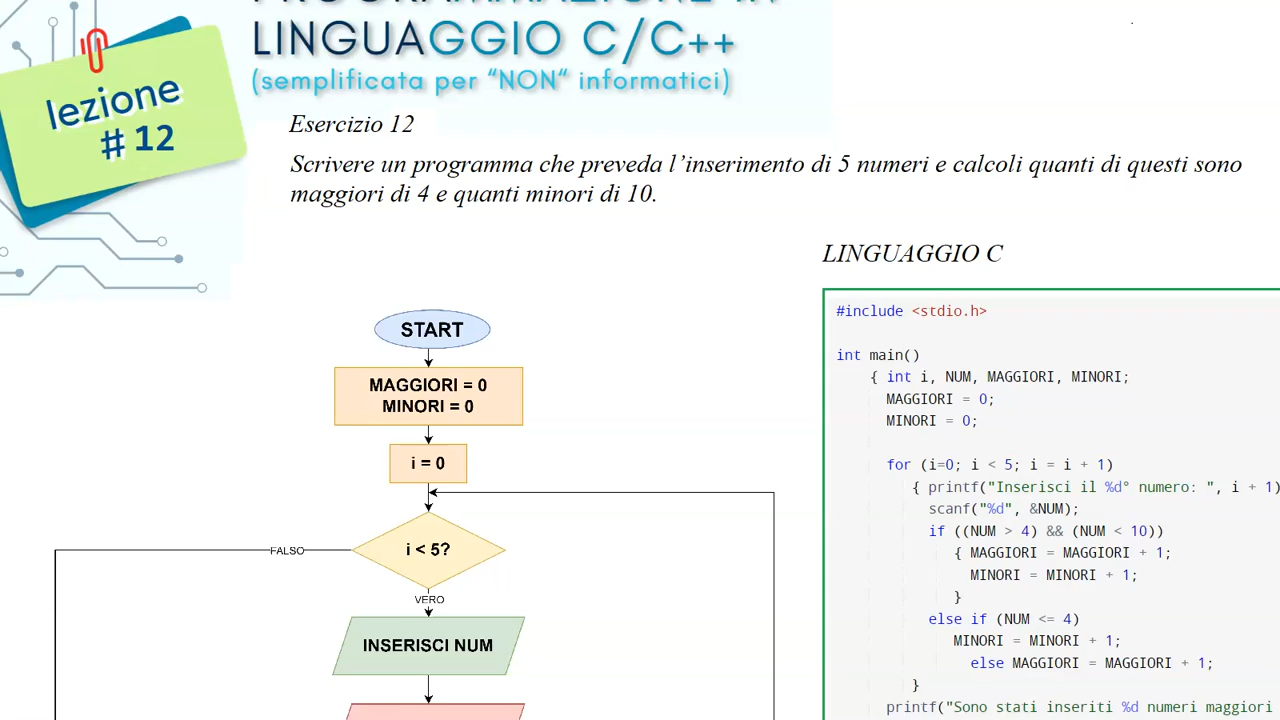 PROGRAMMAZIONE IN
LINGUAGGIO C/C++
(semplificata per “NON“ informatici)
lezione
# 12
Esercizio 12
Scrivere un programma che preveda l’inserimento di 5 numeri e calcoli quanti di questi sono
maggiori di 4 e quanti minori di 10.
START
MAGGIORI = 0
MINORI = 0
i = 0
i < 5?
FALSO
VERO
INSERISCI NUM
LINGUAGGIO C
#include <stdio.h>
int main()
{ int i, NUM, MAGGIORI, MINORI;
MAGGIORI = 0;
MINORI = 0;
for (i=0; i < 5; i = i + 1)
{ printf("Inserisci il %d° numero: ", i + 1)
scanf("%d", &NUM);
if ((NUM > 4) && (NUM < 10))
{ MAGGIORI = MAGGIORI + 1;
MINORI = MINORI + 1;
}
else if (NUM <= 4)
MINORI = MINORI + 1;
else MAGGIORI = MAGGIORI + 1;
}
printf("Sono stati inseriti %d numeri maggiori